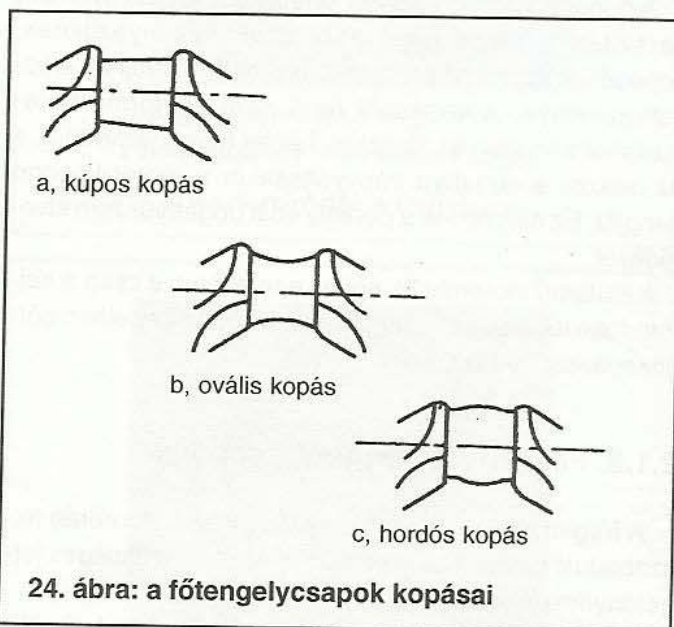 a, kúpos kopás
b, ovális kopás
c, hordós kopás
24. ábra: a főtengelycsapok kopásai